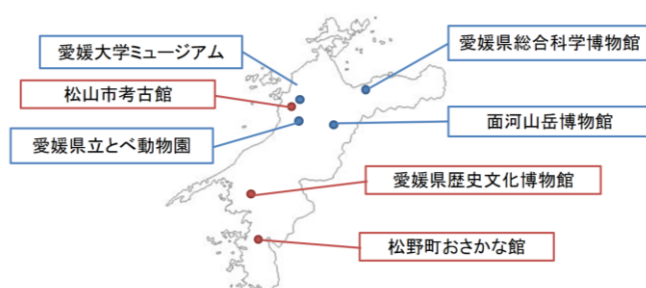 愛媛大学ミュージアム
愛媛県総合科学博物館
松山市考古館
面河山岳博物館
愛媛県立とべ動物園
愛媛県歴史文化博物館
松野町おさかな館